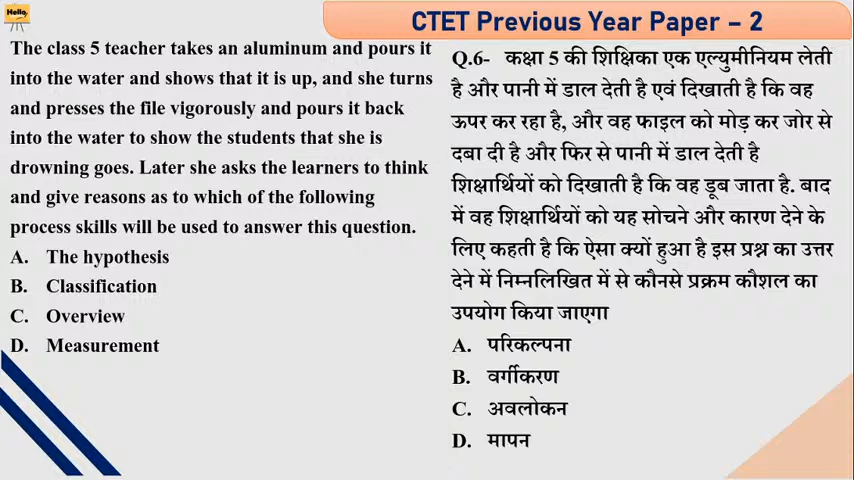 Hello,
CTET Previous Year Paper – 2
The class 5 teacher takes an aluminum and pours it
into the water and shows that it is up, and she turns
and presses the file vigorously and pours it back
into the water to show the students that she is
drowning goes. Later she asks the learners to think
and give reasons as to which of the following
process skills will be used to answer this question.
A. The hypothesis
B. Classification
C. Overview
D. Measurement
Q.6- कक्षा 5 की शिक्षिका एक एल्युमीनियम लेती
है और पानी में डाल देती है एवं दिखाती है कि वह
ऊपर कर रहा है, और वह फाइल को मोड़ कर जोर से
दबा दी है और फिर से पानी में डाल देती है
शिक्षार्थियों को दिखाती है कि वह डूब जाता है. बाद
में वह शिक्षार्थियों को यह सोचने और कारण देने के
लिए कहती है कि ऐसा क्यों हुआ है इस प्रश्न का उत्तर
देने में निम्नलिखित में से कौनसे प्रक्रम कौशल का
उपयोग किया जाएगा
A. परिकल्पना
B. वर्गीकरण
C. अवलोकन
D. मापन